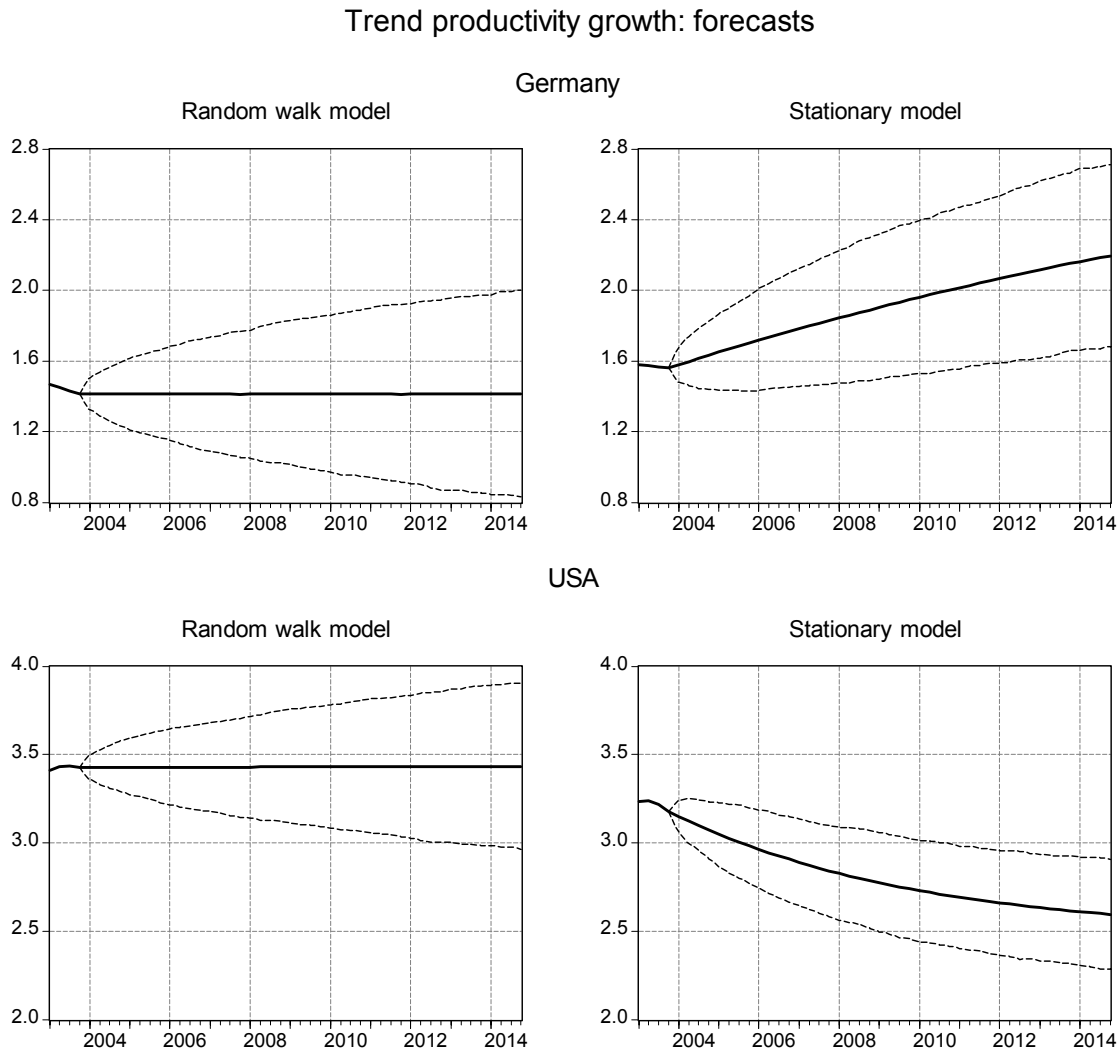 Trend productivity growth: forecasts
Germany
Random walk model
Stationary model
2.8
2.4
2.0
1.6
1.2
0.8
2004 2006 2008 2010 2012 2014
2.8
2.4
2.0
1.6
1.2
0.8
2004 2006 2008 2010 2012 2014
USA
Random walk model
Stationary model
4.0
3.5
3.0
2.5
2.0
2004 2006 2008 2010 2012 2014
4.0
3.5
3.0
2.5
2.0
2004 2006 2008 2010 2012 2014